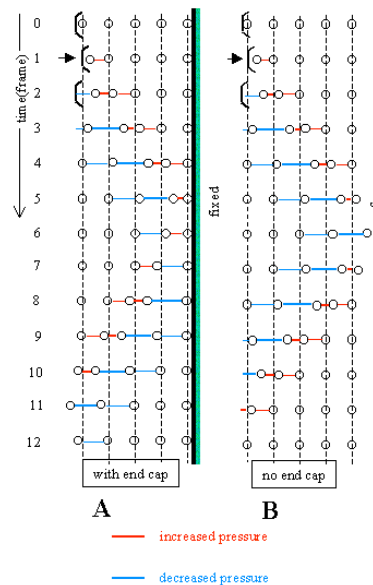 0
1
2
3
4
5
6
7
8
9
10
11
12
time(frame)
fixed
with end cap
no end cap
A
B
increased pressure
decreased pressure